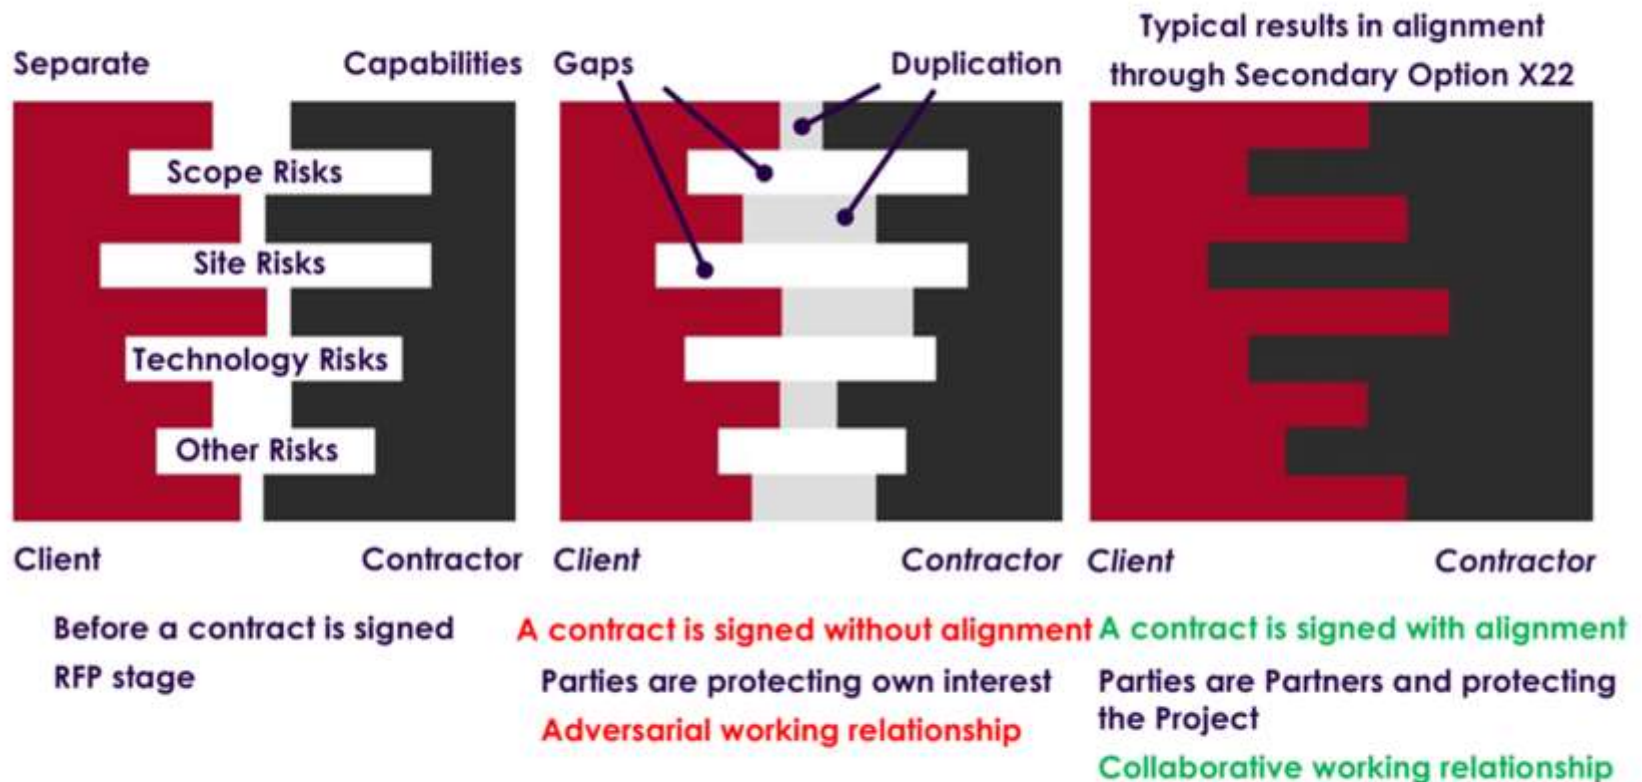 Separate
Capabilities
Scope Risks
Site Risks
Technology Risks
Other Risks
Client
Contractor
Before a contract is signed
RFP stage
Gaps
Duplication
Client
Contractor
A contract is signed without alignment
Parties are protecting own interest
Adversarial working relationship
Typical results in alignment
through Secondary Option X22
Client
Contractor
A contract is signed with alignment
Parties are Partners and protecting
the Project
Collaborative working relationship